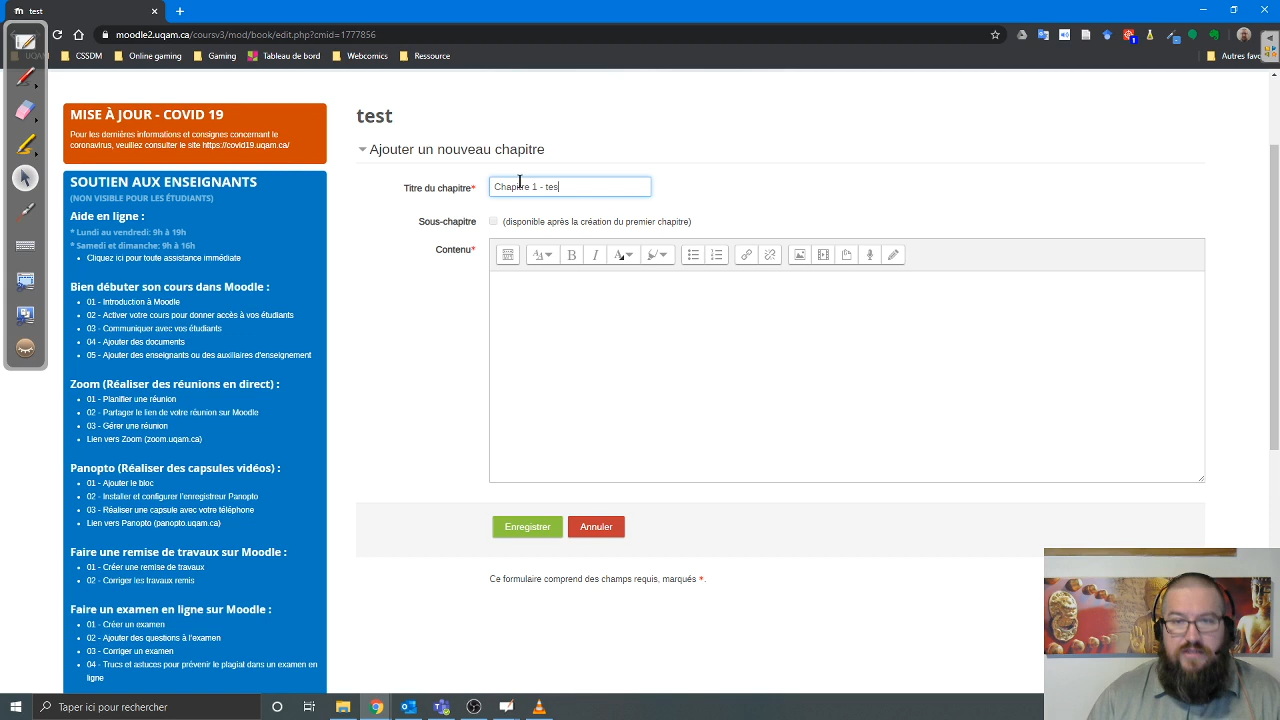 test
moodle2.uqam.ca/coursv3/mod/book/edit.php?cmid=1777856
CSSDM
Online gaming
Gaming
Tableau de bord
Webcomics
Ressource
Autres favo
MISE À JOUR - COVID 19
Pour les dernières informations et consignes concernant le
coronavirus, veuillez consulter le site https://covid19.uqam.ca/
SOUTIEN AUX ENSEIGNANTS
(NON VISIBLE POUR LES ÉTUDIANTS)
Aide en ligne :
* Lundi au vendredi: 9h à 19h
* Samedi et dimanche: 9h à 16h
Cliquez ici pour toute assistance immédiate
Bien débuter son cours dans Moodle :
01 - Introduction à Moodle
02 - Activer votre cours pour donner accès à vos étudiants
03 - Communiquer avec vos étudiants
04 - Ajouter des documents
05 - Ajouter des enseignants ou des auxiliaires d'enseignement
Zoom (Réaliser des réunions en direct) :
01 - Planifier une réunion
02 - Partager le lien de votre réunion sur Moodle
03 - Gérer une réunion
Lien vers Zoom (zoom.uqam.ca)
Panopto (Réaliser des capsules vidéos) :
01 - Ajouter le bloc
02 - Installer et configurer l'enregistreur Panopto
03 - Réaliser une capsule avec votre téléphone
Lien vers Panopto (panopto.uqam.ca)
Faire une remise de travaux sur Moodle :
01 - Créer une remise de travaux
02 - Corriger les travaux remis
Faire un examen en ligne sur Moodle :
01 - Créer un examen
02 - Ajouter des questions à l'examen
03 - Corriger un examen
04 - Trucs et astuces pour prévenir le plagiat dans un examen en
ligne
test
Ajouter un nouveau chapitre
Titre du chapitre*
Chapitre 1 - tes
Sous-chapitre
(disponible après la création du premier chapitre)
Contenu*
Enregistrer
Annuler
Ce formulaire comprend des champs requis, marqués *.
Taper ici pour rechercher